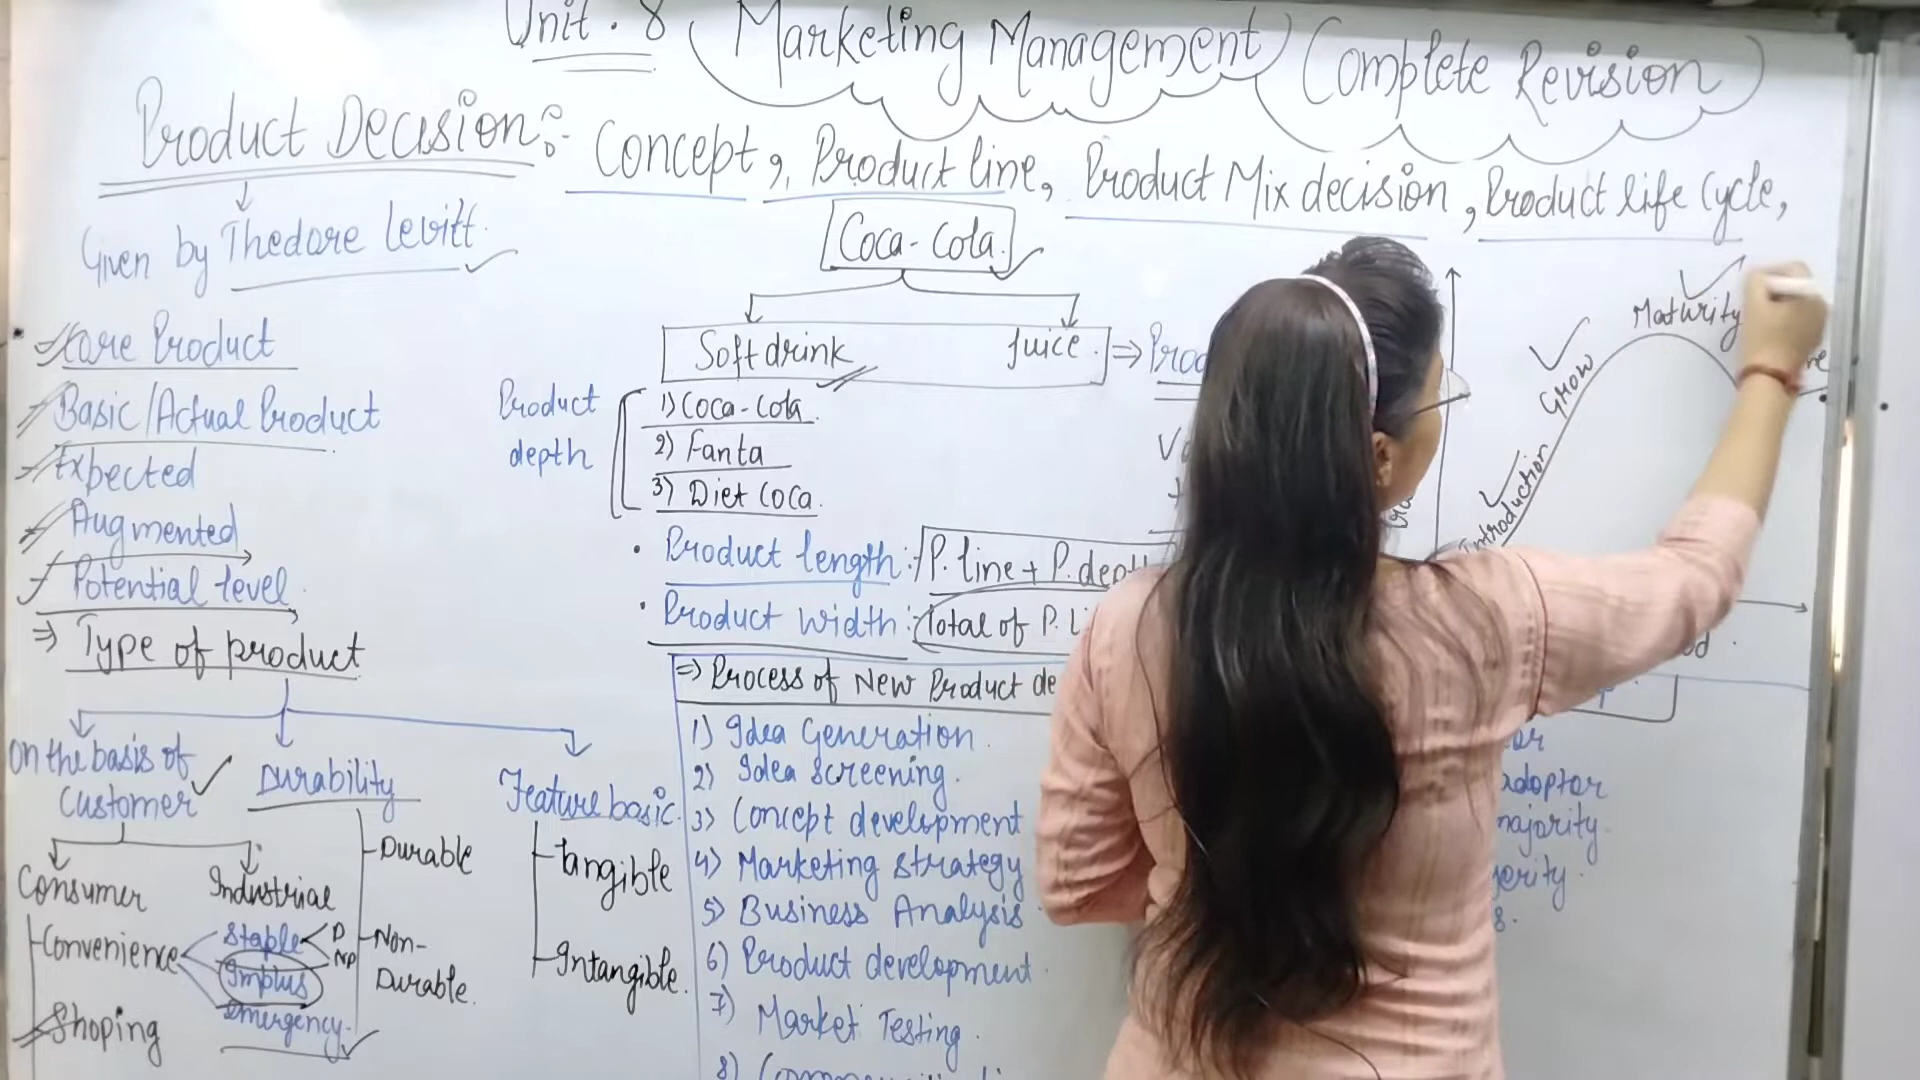 Unit. 8 (Marketing Management) (Complete Revision)
Product Decision:- Concept, Product line, Product Mix decision, Product life Cycle,
Given by Thedore Levitt.
Core Product
Basic/Actual Product
Expected
Augmented
Potential level
⇒ Type of product
On the basis of Customer
Consumer
Convenience
Staple
P
NP
Implus
Emergency.
Shoping
Industrial
Durability
Durable
Non-Durable.
Feature basic.
Tangible
Intangible.
Coca-Cola
Soft drink
Juice. ⇒
Product depth
1) Coca-Cola.
2) Fanta
3) Diet Coca.
• Product length:
P. line + P. depth
• Product Width:
Total of P.
⇒ Process of New Product de
1) Idea Generation.
2) Idea screening.
3) Concept development
4) Marketing strategy
5) Business Analysis
6) Product development
7) Market Testing.
8)
Introduction
Grow
Maturity
adoptor
majority.